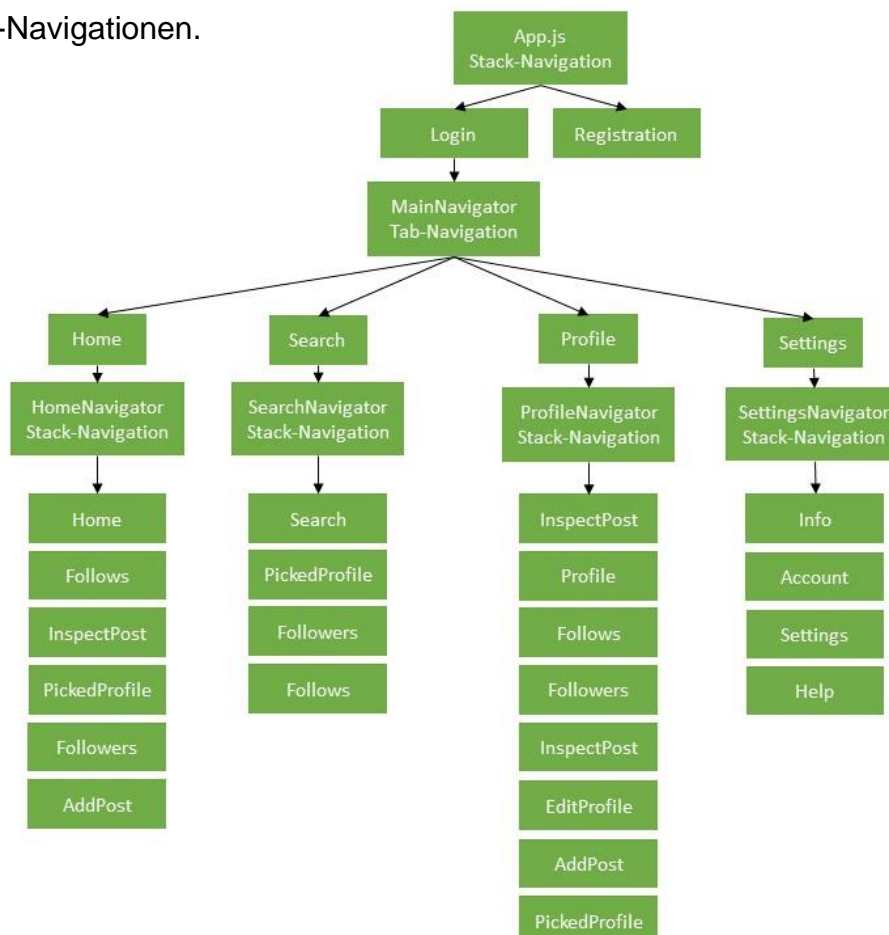 -Navigationen.
App.js
Stack-Navigation
Login
Registration
MainNavigator
Tab-Navigation
Home
Search
Profile
Settings
HomeNavigator
Stack-Navigation
SearchNavigator
Stack-Navigation
ProfileNavigator
Stack-Navigation
SettingsNavigator
Stack-Navigation
Home
Follows
InspectPost
PickedProfile
Followers
AddPost
Search
PickedProfile
Followers
Follows
InspectPost
Profile
Follows
Followers
InspectPost
EditProfile
AddPost
PickedProfile
Info
Account
Settings
Help